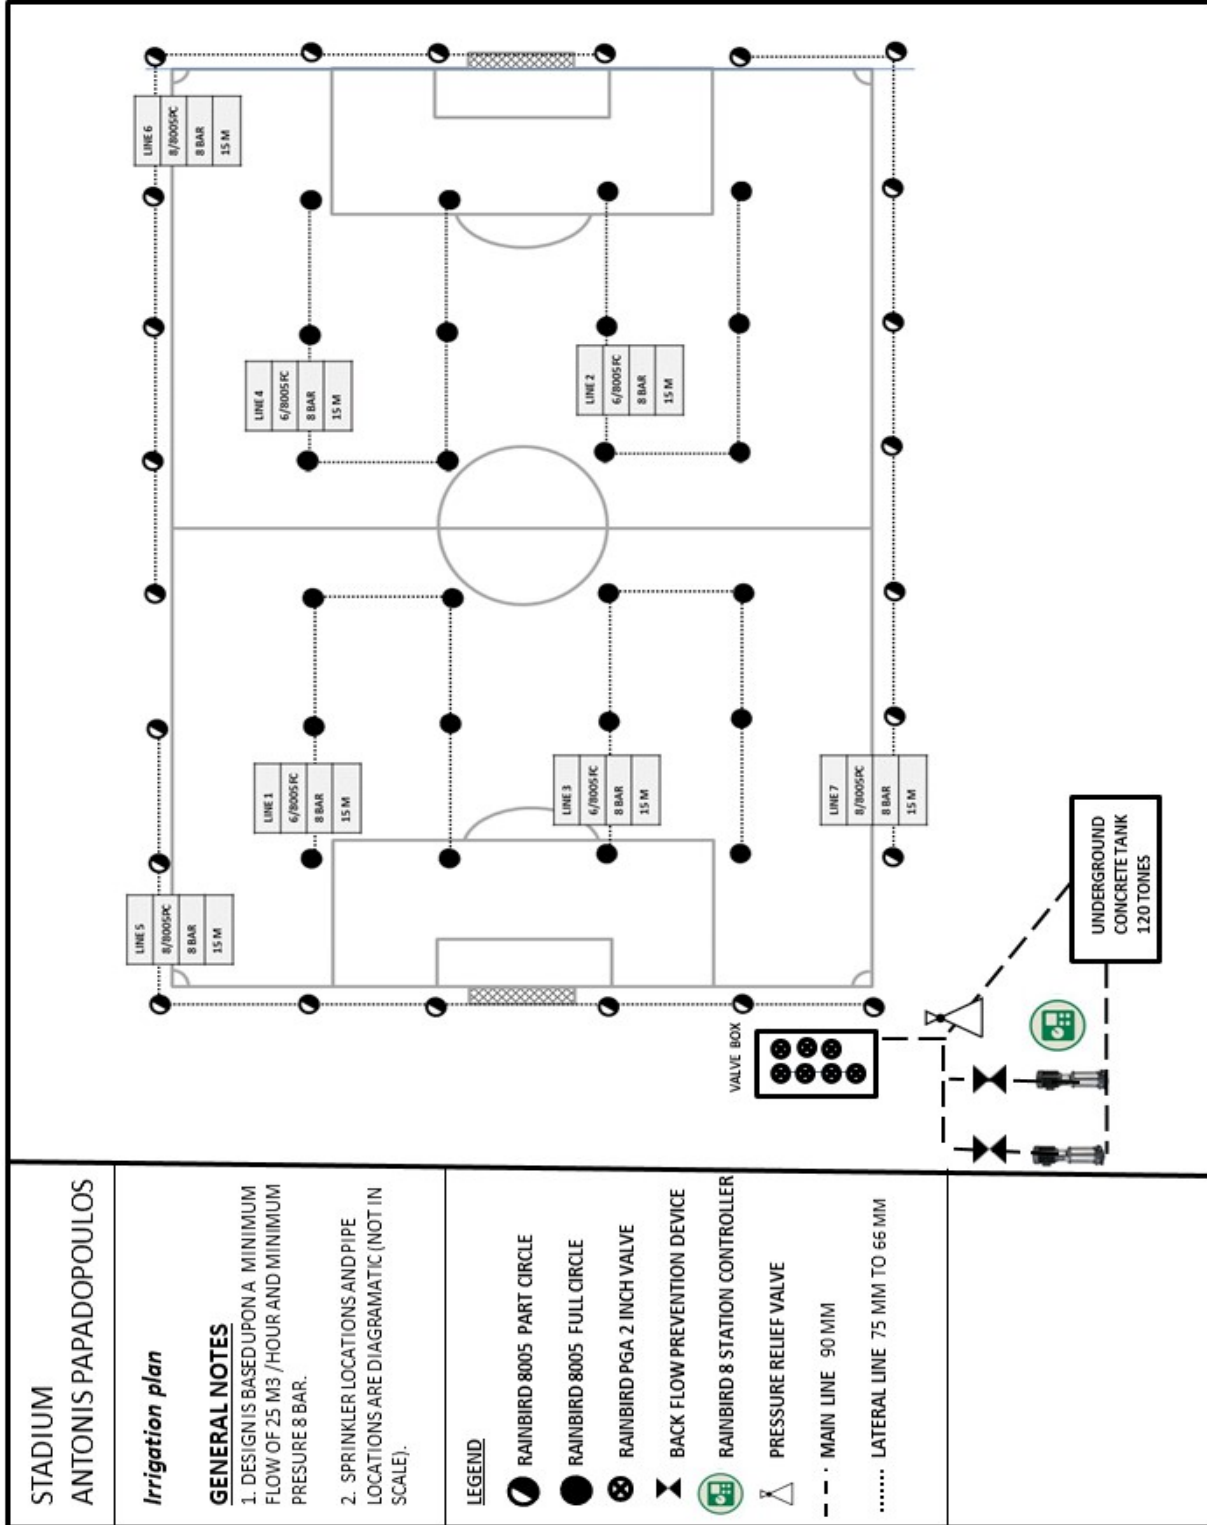 STADIUM
ANTONIS PAPADOPOULOS
Irrigation plan
GENERAL NOTES
1. DESIGN IS BASED UPON A MINIMUM
FLOW OF 25 M3 /HOUR AND MINIMUM
PRESURE 8 BAR.
2. SPRINKLER LOCATIONS AND PIPE
LOCATIONS ARE DIAGRAMATIC (NOT IN
SCALE).
LEGEND
RAINBIRD 8005 PART CIRCLE
RAINBIRD 8005 FULL CIRCLE
RAINBIRD PGA 2 INCH VALVE
BACK FLOW PREVENTION DEVICE
RAINBIRD 8 STATION CONTROLLER
PRESSURE RELIEF VALVE
MAIN LINE 90 MM
LATERAL LINE 75 MM TO 66 MM
LINE 5
8/8005PC
8 BAR
15 M
LINE 1
6/8005FC
8 BAR
15 M
LINE 3
6/8005FC
8 BAR
15 M
LINE 7
8/8005PC
8 BAR
15 M
LINE 4
6/8005FC
8 BAR
15 M
LINE 2
6/8005FC
8 BAR
15 M
LINE 6
8/8005PC
8 BAR
15 M
VALVE BOX
UNDERGROUND
CONCRETE TANK
120 TONES